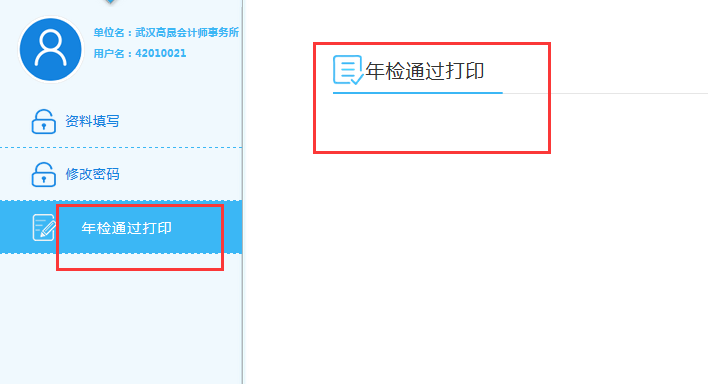 单位名：武汉高晟会计师事务所
用户名：42010021
资料填写
修改密码
年检通过打印
年检通过打印